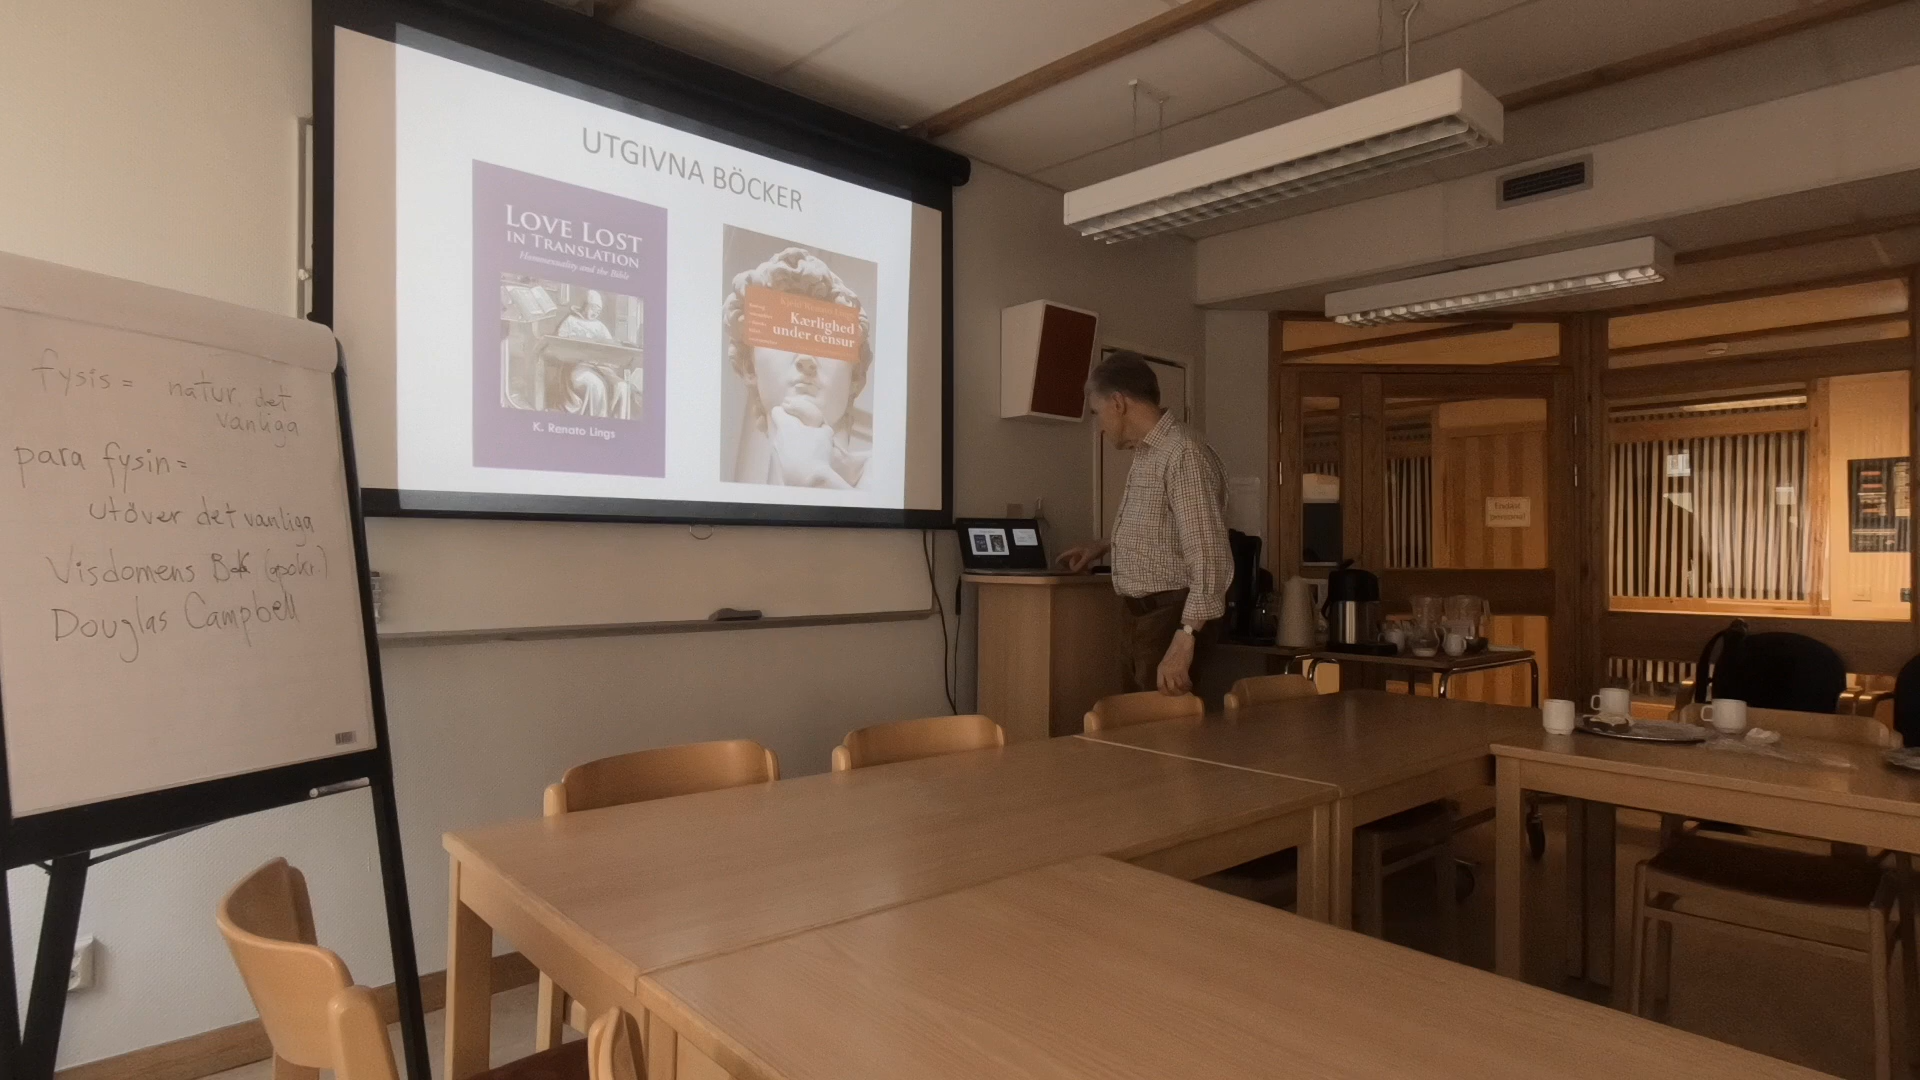 fysis = natur, det
vanliga
para fysin =
utöver det vanliga
Visdomens Bok (apokr.)
Douglas Campbell
UTGIVNA BÖCKER
LOVE LOST
IN TRANSLATION
Homosexuality and the Bible
K. Renato Lings
Kærlighed
under censur